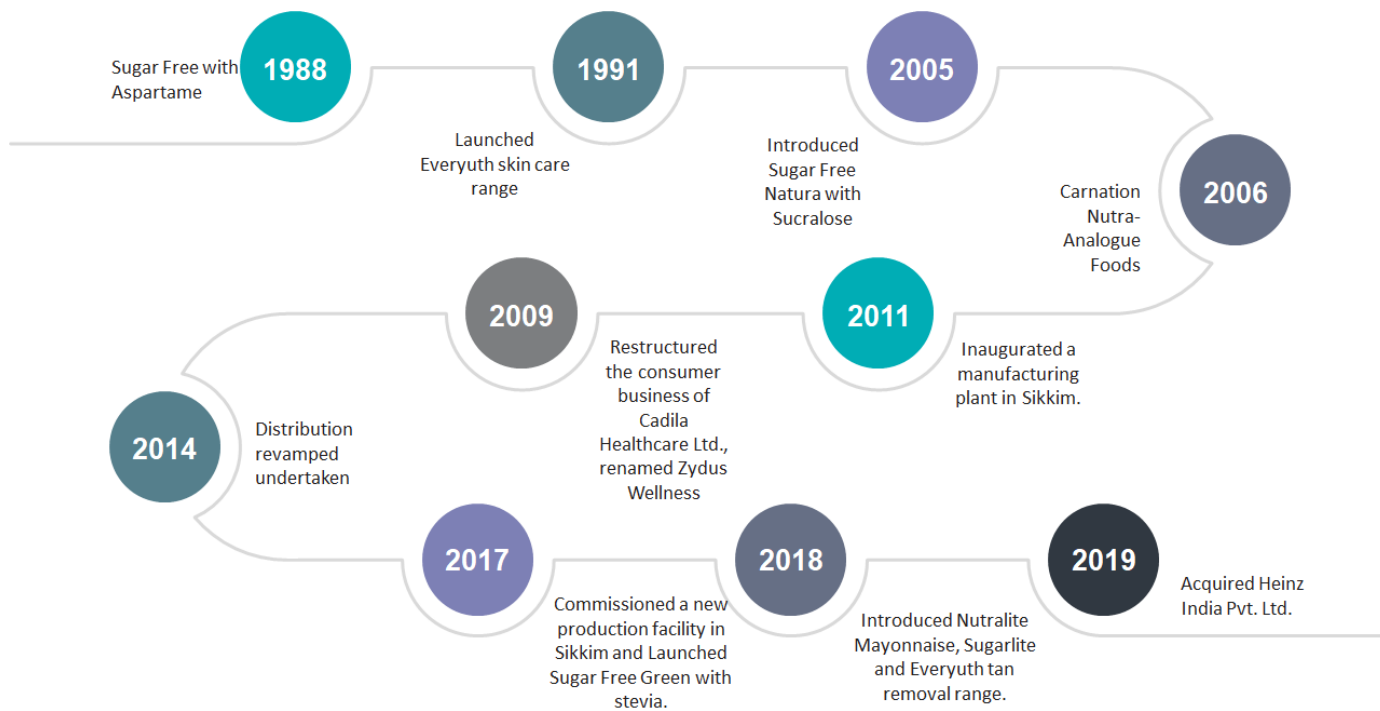 Sugar Free with
Aspartame
1988
1991
Launched
Everyuth skin care
range
2005
Introduced
Sugar Free
Natura with
Sucralose
2006
Carnation
Nutra-
Analogue
Foods
2009
Restructured
the consumer
business of
Cadila
Healthcare Ltd.,
renamed Zydus
Wellness
2011
Inaugurated a
manufacturing
plant in Sikkim.
2014
Distribution
revamped
undertaken
2017
Commissioned a new
production facility in
Sikkim and Launched
Sugar Free Green with
stevia.
2018
Introduced Nutralite
Mayonnaise, Sugarlite
and Everyuth tan
removal range.
2019
Acquired Heinz
India Pvt. Ltd.